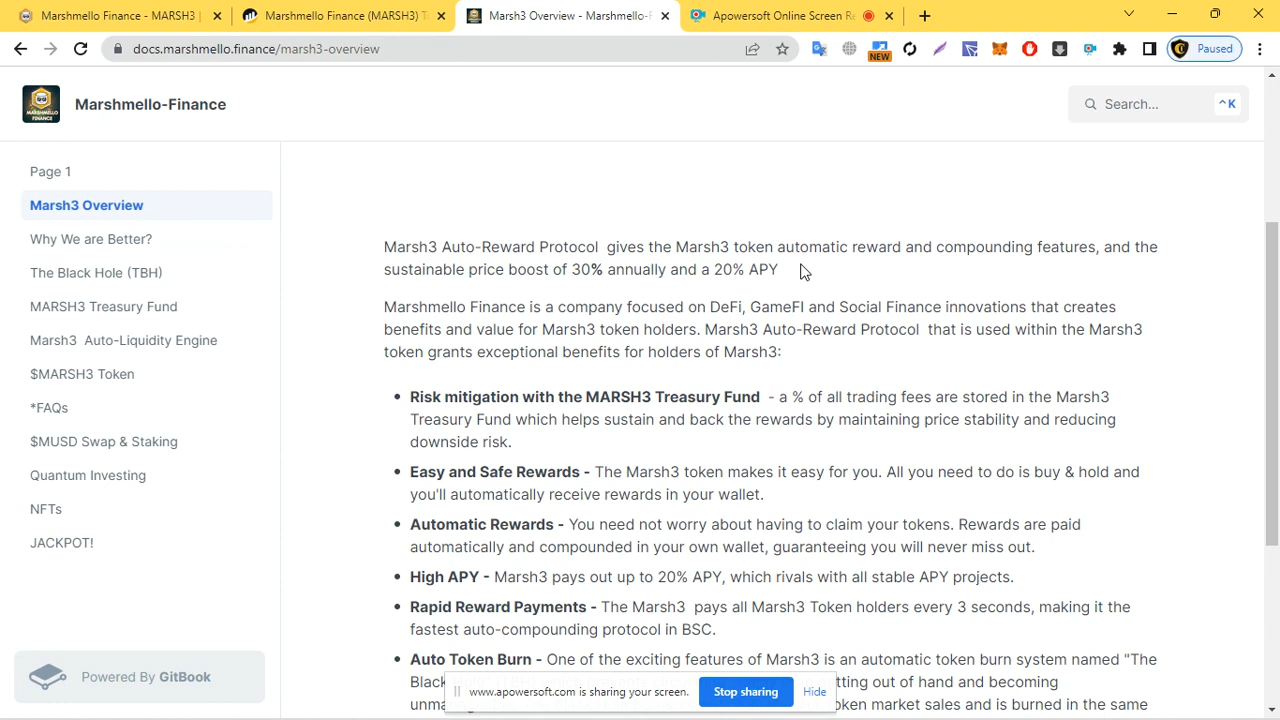 Marshmello Finance - MARSH3
Marshmello Finance (MARSH3) T
Marsh3 Overview - Marshmello-F
Apowersoft Online Screen Re
docs.marshmello.finance/marsh3-overview
NEW
Paused
MARSHMELLO
FINANCE
Marshmello-Finance
Search...
^K
Page 1
Marsh3 Overview
Why We are Better?
The Black Hole (TBH)
MARSH3 Treasury Fund
Marsh3 Auto-Liquidity Engine
$MARSH3 Token
*FAQs
$MUSD Swap & Staking
Quantum Investing
NFTs
JACKPOT!
Powered By GitBook
Marsh3 Auto-Reward Protocol gives the Marsh3 token automatic reward and compounding features, and the
sustainable price boost of 30% annually and a 20% APY
Marshmello Finance is a company focused on DeFi, GameFI and Social Finance innovations that creates
benefits and value for Marsh3 token holders. Marsh3 Auto-Reward Protocol that is used within the Marsh3
token grants exceptional benefits for holders of Marsh3:
• Risk mitigation with the MARSH3 Treasury Fund - a % of all trading fees are stored in the Marsh3
Treasury Fund which helps sustain and back the rewards by maintaining price stability and reducing
downside risk.
• Easy and Safe Rewards - The Marsh3 token makes it easy for you. All you need to do is buy & hold and
you'll automatically receive rewards in your wallet.
• Automatic Rewards - You need not worry about having to claim your tokens. Rewards are paid
automatically and compounded in your own wallet, guaranteeing you will never miss out.
• High APY - Marsh3 pays out up to 20% APY, which rivals with all stable APY projects.
• Rapid Reward Payments - The Marsh3 pays all Marsh3 Token holders every 3 seconds, making it the
fastest auto-compounding protocol in BSC.
• Auto Token Burn - One of the exciting features of Marsh3 is an automatic token burn system named "The
Black tting out of hand and becoming
unma oken market sales and is burned in the same
www.apowersoft.com is sharing your screen.
Stop sharing
Hide